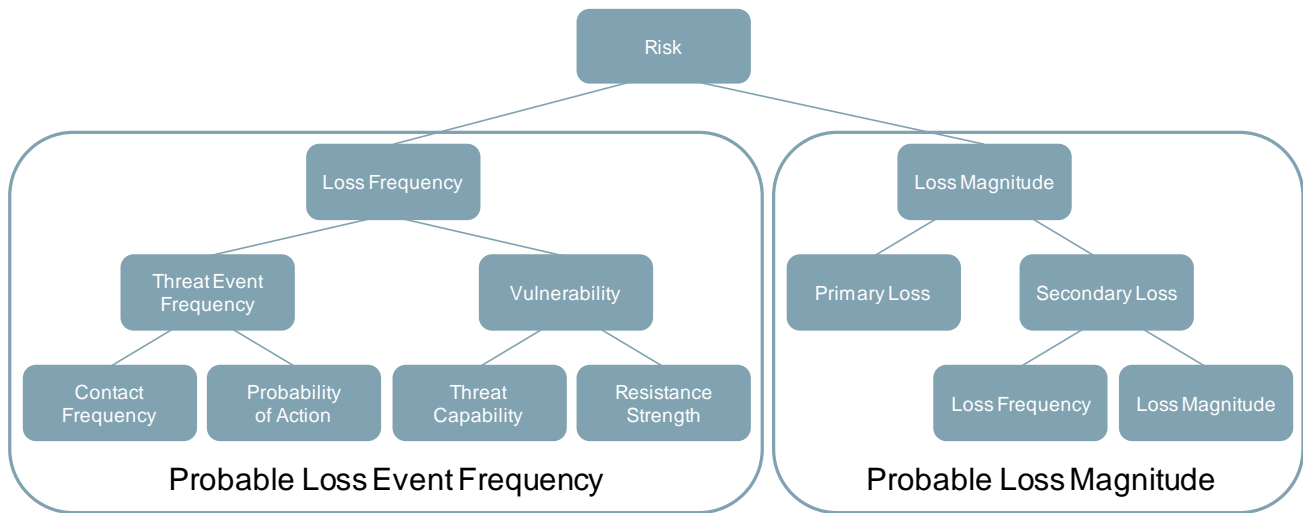 Risk
Loss Frequency
Loss Magnitude
Threat Event
Frequency
Vulnerability
Primary Loss
Secondary Loss
Contact
Frequency
Probability
of Action
Threat
Capability
Resistance
Strength
Loss Frequency
Loss Magnitude
Probable Loss Event Frequency
Probable Loss Magnitude